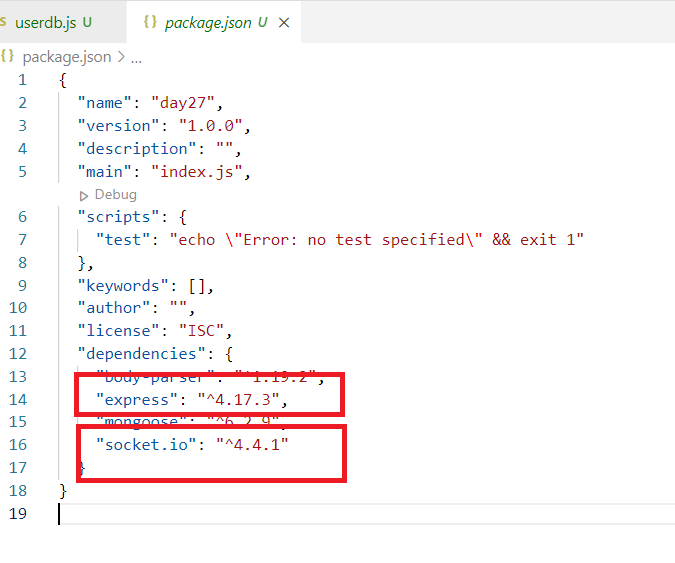 S userdb.js U {} package.json U ×
{} package.json > ...
1 {
2 "name": "day27",
3 "version": "1.0.0",
4 "description": "",
5 "main": "index.js",
▷ Debug
6 "scripts": {
7 "test": "echo \"Error: no test specified\" && exit 1"
8 },
9 "keywords": [],
10 "author": "",
11 "license": "ISC",
12 "dependencies": {
13 "body-parser": "^1.19.2",
14 "express": "^4.17.3",
15 "mongoose": "^6.2.9",
16 "socket.io": "^4.4.1"
17 }
18 }
19